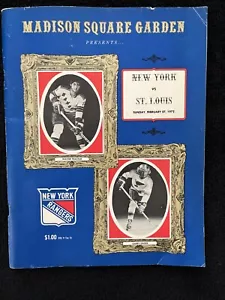 MADISON SQUARE GARDEN
PRESENTS...
NEW YORK
vs
ST. LOUIS
NEW YORK
RANGERS
$1.00